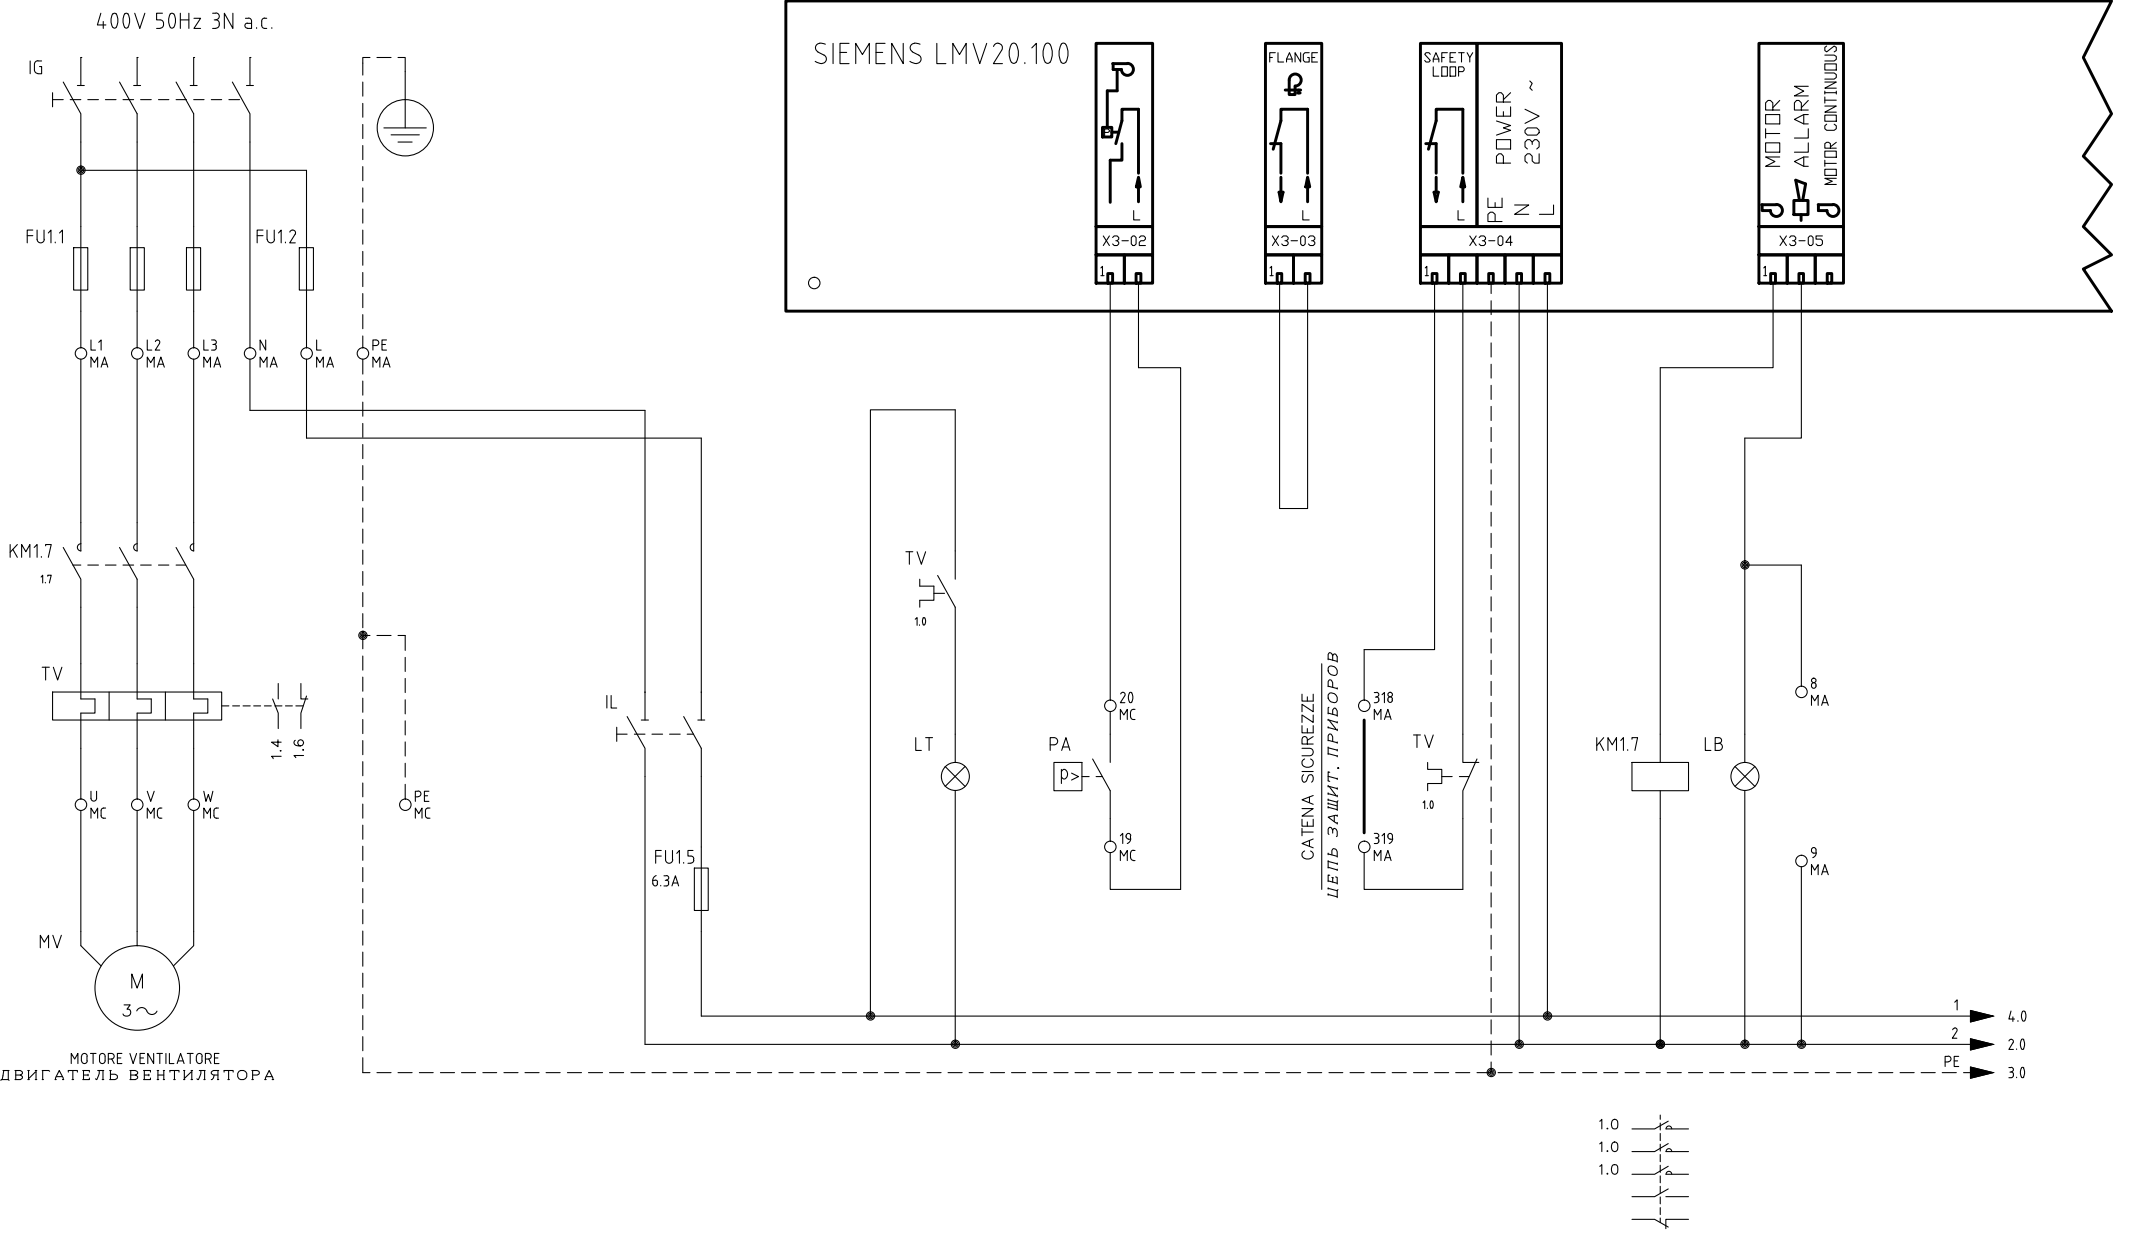 400V 50Hz 3N a.c.
IG
SIEMENS LMV20.100
L
X3-02
1
FLANGE
L
X3-03
1
SAFETY
LOOP
L
POWER
230V ~
PE
N
L
X3-04
1
MOTOR
ALLARM
MOTOR CONTINUOUS
X3-05
1
FU1.1
FU1.2
L1
MA
L2
MA
L3
MA
N
MA
L
MA
PE
MA
KM1.7
1.7
TV
1.4
1.6
U
MC
V
MC
W
MC
PE
MC
MV
M
3~
MOTORE VENTILATORE
ДВИГАТЕЛЬ ВЕНТИЛЯТОРА
IL
FU1.5
6.3A
TV
1.0
LT
20
MC
PA
p>
19
MC
CATENA SICUREZZE
ЦЕПЬ ЗАЩИТ. ПРИБОРОВ
318
MA
319
MA
TV
1.0
KM1.7
LB
8
MA
9
MA
1
4.0
2
2.0
PE
3.0
1.0
1.0
1.0